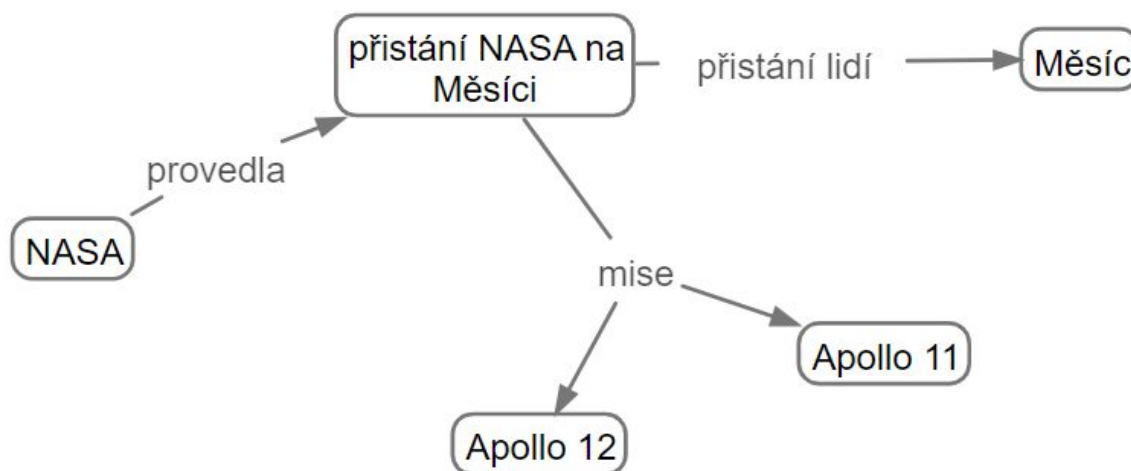 přistání NASA na
Měsíci
přistání lidí
Měsíc
provedla
NASA
mise
Apollo 11
Apollo 12